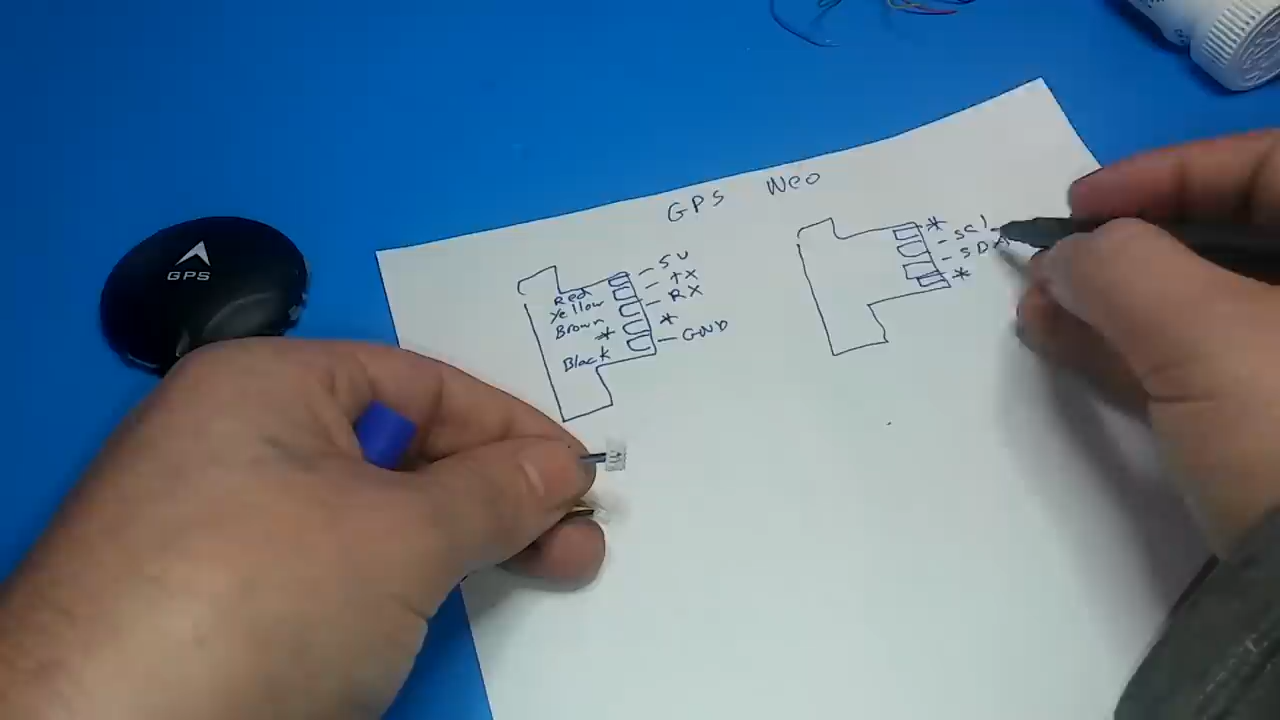 GPS Neo
GPS
Red - 5V
Yellow - TX
Brown - RX
* *
Black - GND
*
- SCl
- SDA
*